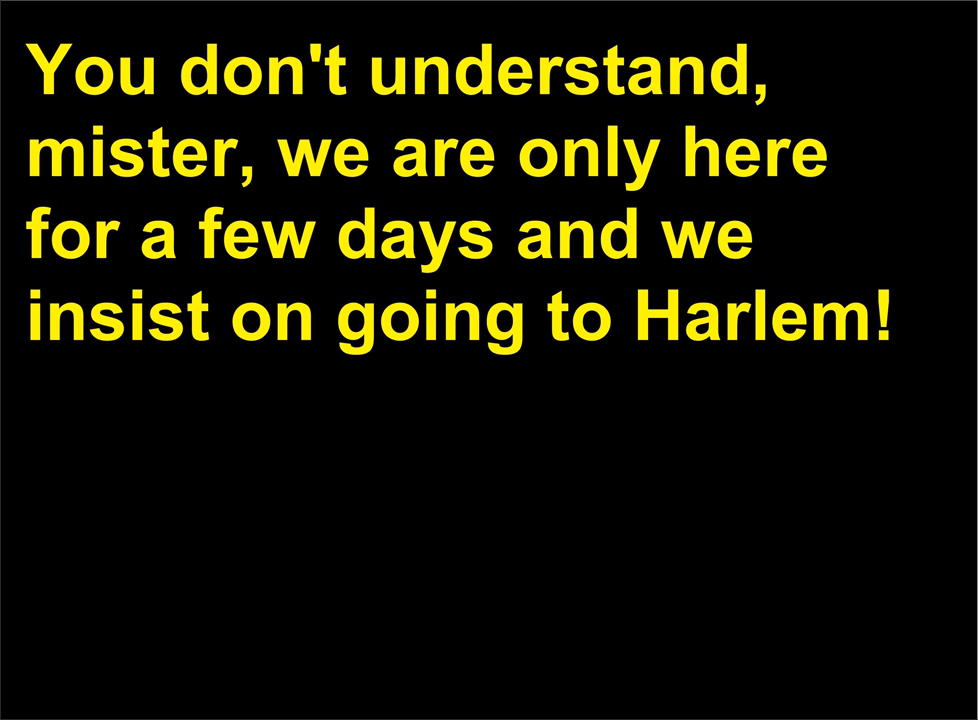 You don't understand,
mister, we are only here
for a few days and we
insist on going to Harlem!